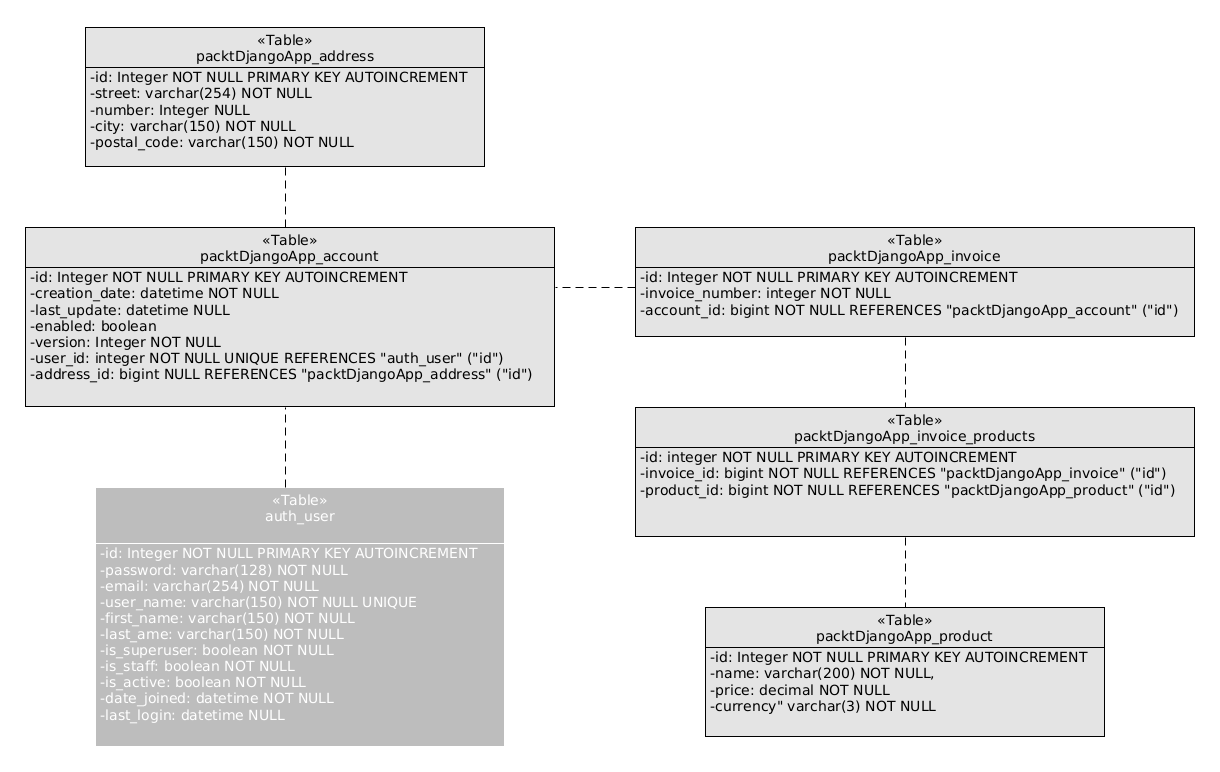 «Table»
packtDjangoApp_address
-id: Integer NOT NULL PRIMARY KEY AUTOINCREMENT
-street: varchar(254) NOT NULL
-number: Integer NULL
-city: varchar(150) NOT NULL
-postal_code: varchar(150) NOT NULL
«Table»
packtDjangoApp_account
-id: Integer NOT NULL PRIMARY KEY AUTOINCREMENT
-creation_date: datetime NOT NULL
-last_update: datetime NULL
-enabled: boolean
-version: Integer NOT NULL
-user_id: integer NOT NULL UNIQUE REFERENCES "auth_user" ("id")
-address_id: bigint NULL REFERENCES "packtDjangoApp_address" ("id")
«Table»
packtDjangoApp_invoice
-id: Integer NOT NULL PRIMARY KEY AUTOINCREMENT
-invoice_number: integer NOT NULL
-account_id: bigint NOT NULL REFERENCES "packtDjangoApp_account" ("id")
«Table»
packtDjangoApp_invoice_products
-id: integer NOT NULL PRIMARY KEY AUTOINCREMENT
-invoice_id: bigint NOT NULL REFERENCES "packtDjangoApp_invoice" ("id")
-product_id: bigint NOT NULL REFERENCES "packtDjangoApp_product" ("id")
«Table»
auth_user
-id: Integer NOT NULL PRIMARY KEY AUTOINCREMENT
-password: varchar(128) NOT NULL
-email: varchar(254) NOT NULL
-user_name: varchar(150) NOT NULL UNIQUE
-first_name: varchar(150) NOT NULL
-last_ame: varchar(150) NOT NULL
-is_superuser: boolean NOT NULL
-is_staff: boolean NOT NULL
-is_active: boolean NOT NULL
-date_joined: datetime NOT NULL
-last_login: datetime NULL
«Table»
packtDjangoApp_product
-id: Integer NOT NULL PRIMARY KEY AUTOINCREMENT
-name: varchar(200) NOT NULL,
-price: decimal NOT NULL
-currency" varchar(3) NOT NULL